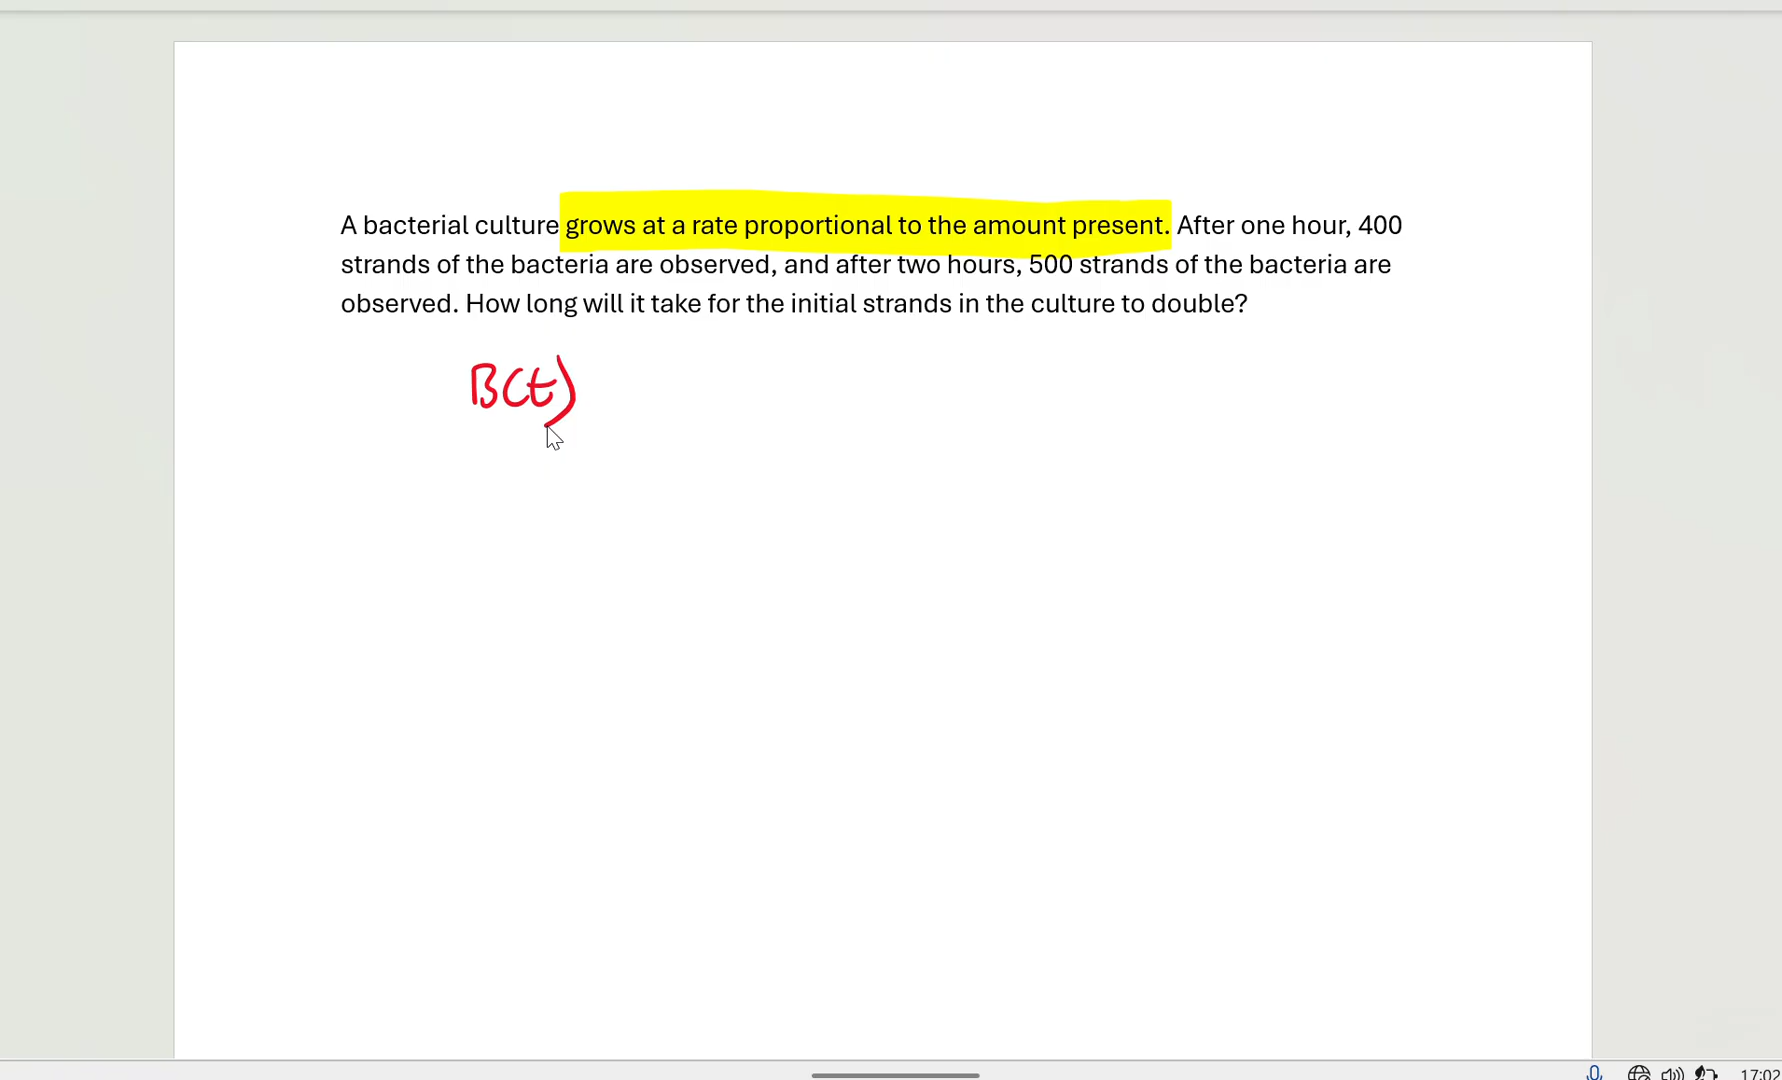 A bacterial culture grows at a rate proportional to the amount present. After one hour, 400
strands of the bacteria are observed, and after two hours, 500 strands of the bacteria are
observed. How long will it take for the initial strands in the culture to double?
B(t)
17:02